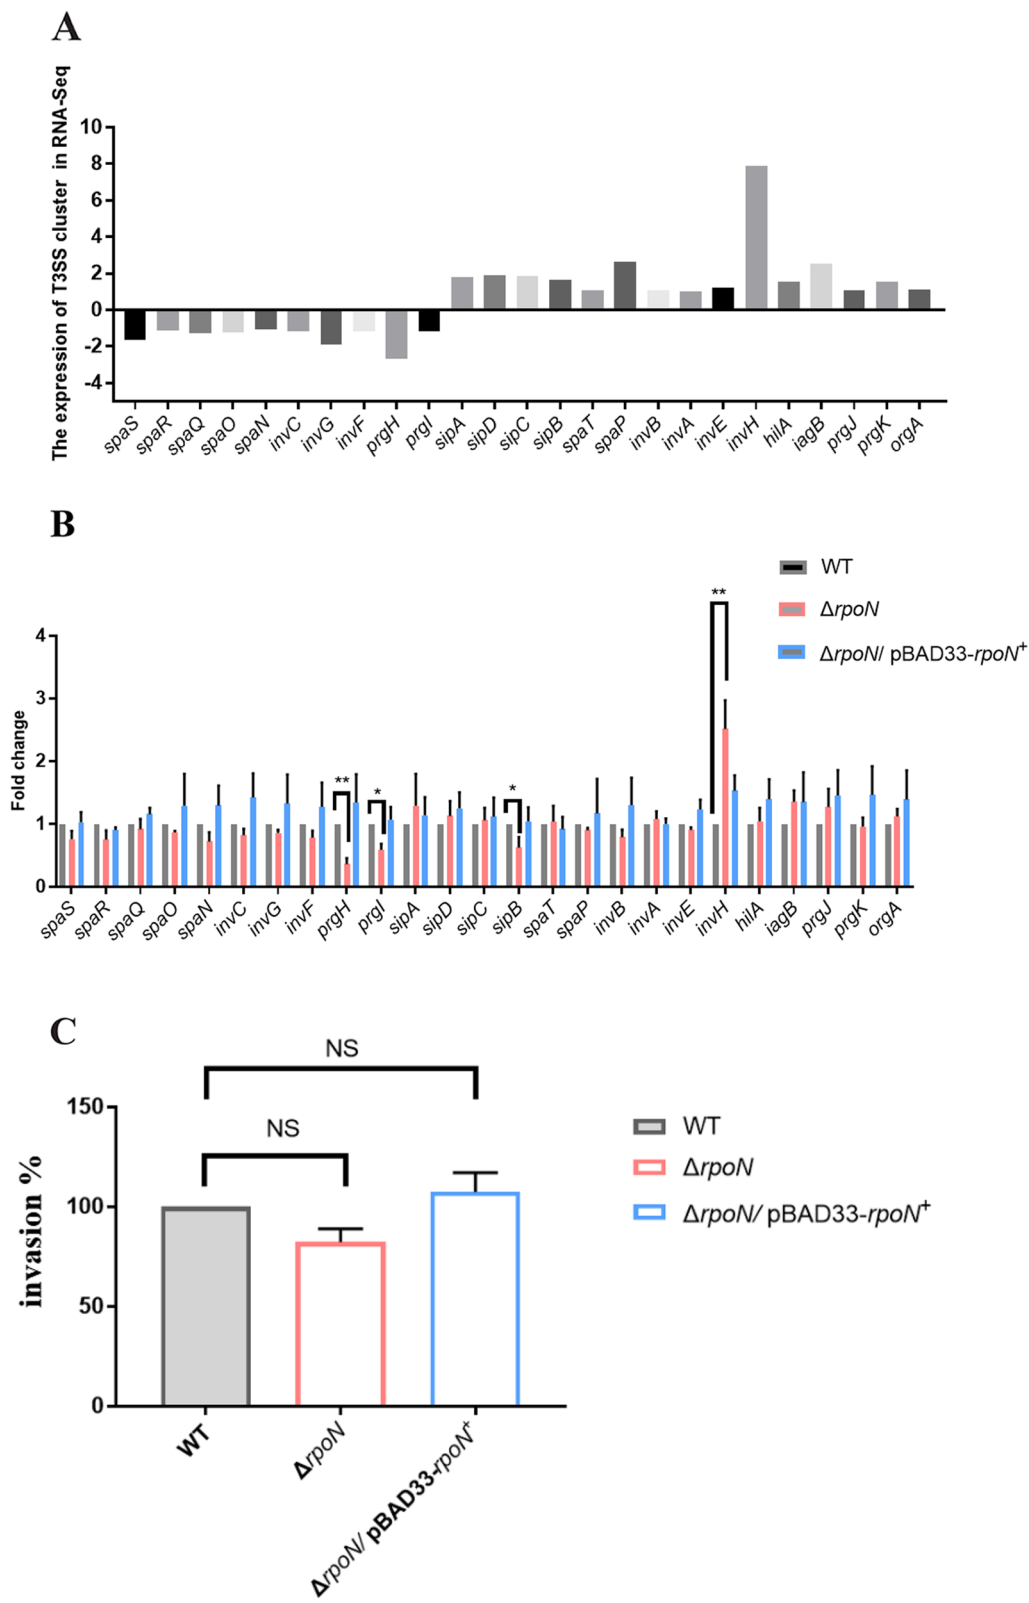 A
The expression of T3SS cluster in RNA-Seq
10
8
6
4
2
0
-2
-4
spaS spaR spaQ spaO spaN invC invG invF prgH prgI sipA sipD sipC sipB spaT spaP invB invA invE invH hilA iagB prgJ prgK orgA
B
WT
ΔrpoN
ΔrpoN/ pBAD33-rpoN+
Fold change
4
3
2
1
0
** * * **
spaS spaR spaQ spaO spaN invC invG invF prgH prgI sipA sipD sipC sipB spaT spaP invB invA invE invH hilA iagB prgJ prgK orgA
C
NS
NS
invasion %
150
100
50
0
WT
ΔrpoN
ΔrpoN/ pBAD33-rpoN+
WT
ΔrpoN
ΔrpoN/ pBAD33-rpoN+